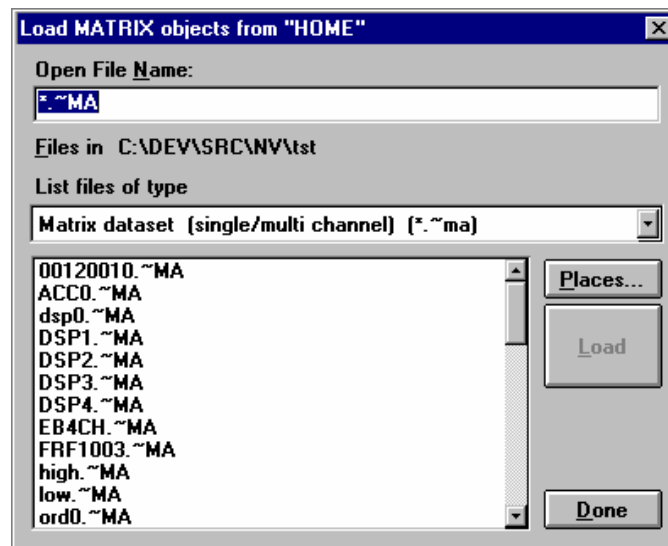 Load MATRIX objects from "HOME"
Open File Name:
*.~MA
Files in C:\DEV\SRC\NV\tst
List files of type
Matrix dataset (single/multi channel) (*.~ma)
00120010.~MA
ACC0.~MA
dsp0.~MA
DSP1.~MA
DSP2.~MA
DSP3.~MA
DSP4.~MA
EB4CH.~MA
FRF1003.~MA
high.~MA
low.~MA
ord0.~MA
Places...
Load
Done